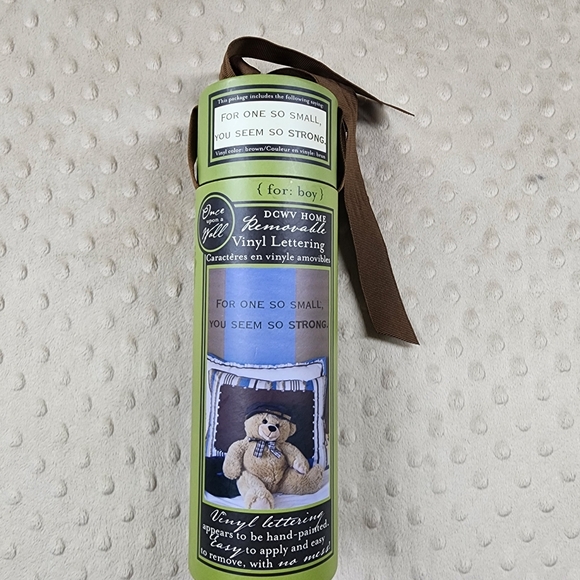 This package includes the following saying
FOR ONE SO SMALL,
YOU SEEM SO STRONG.
Vinyl color: brown/Couleur en vinyle: brun
{ for: boy }
Once
upon a
Wall
DCWV HOME
Removable
Vinyl Lettering
Caractéres en vinyle amovibles
FOR ONE SO SMALL,
YOU SEEM SO STRONG.
Vinyl lettering
appears to be hand-painted.
Easy to apply and easy
to remove, with no mess!